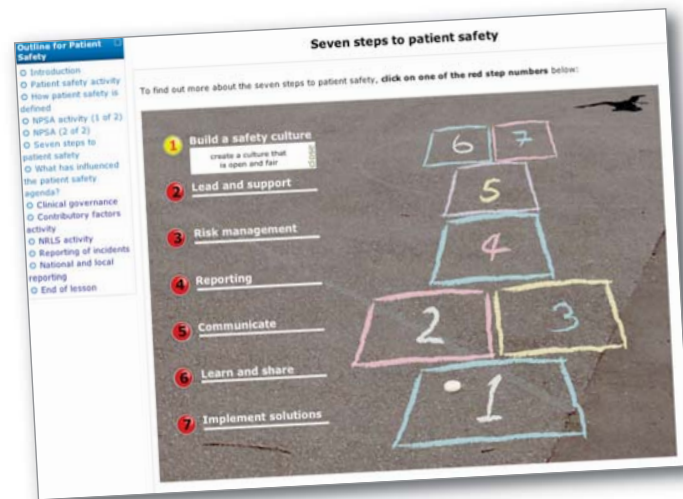 Outline for Patient
Safety
Introduction
Patient safety activity
How patient safety is
defined
NPSA activity (1 of 2)
NPSA (2 of 2)
Seven steps to
patient safety
What has influenced
the patient safety
agenda?
Clinical governance
Contributory factors
activity
NRLS activity
Reporting of incidents
National and local
reporting
End of lesson
Seven steps to patient safety
To find out more about the seven steps to patient safety, click on one of the red step numbers below:
1 Build a safety culture
create a culture that
is open and fair
close
2 Lead and support
3 Risk management
4 Reporting
5 Communicate
6 Learn and share
7 Implement solutions
6 7
5
4
2 3
1